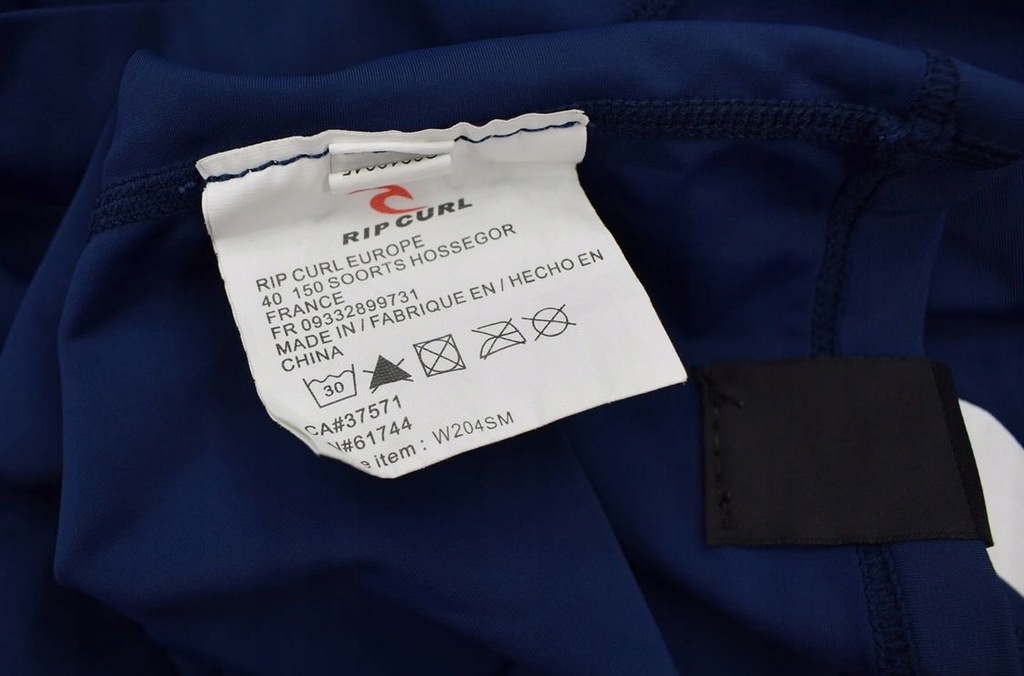 RIP CURL
RIP CURL EUROPE
40 150 SOORTS HOSSEGOR
FRANCE
FR 09332899731
MADE IN / FABRIQUE EN / HECHO EN
CHINA
30
CA#37571
#61744
item : W204SM